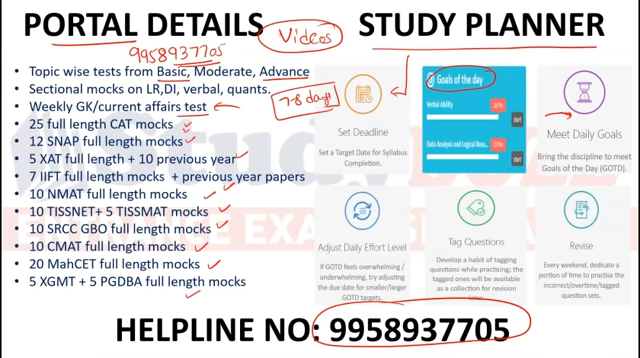 PORTAL DETAILS
9958937705
Videos
STUDY PLANNER
• Topic wise tests from Basic, Moderate, Advance
• Sectional mocks on LR,DI, verbal, quants.
• Weekly GK/current affairs test
• 25 full length CAT mocks
• 12 SNAP full length mocks
• 5 XAT full length + 10 previous year
• 7 IIFT full length mocks + previous year papers
• 10 NMAT full length mocks
• 10 TISSNET+ 5 TISSMAT mocks
• 10 SRCC GBO full length mocks
• 10 CMAT full length mocks
• 20 MahCET full length mocks
• 5 XGMT + 5 PGDBA full length mocks
7-8 days
Set Deadline
Set a Target Date for Syllabus
Completion.
Goals of the day
Verbal Ability
start
Data Analysis and Logical Reso...
start
Meet Daily Goals
Bring the discipline to meet
Goals of the Day (GOTD).
Adjust Daily Effort Level
If GOTD feels overwhelming /
underwhelming, try adjusting
the due date for smaller/larger
GOTD targets.
Tag Questions
Develop a habit of tagging
questions while practising; the
tagged ones will be available
as a collection for revision
later.
Revise
Every weekend, dedicate a
portion of time to practise the
incorrect/overtime/tagged
question sets.
HELPLINE NO: 9958937705